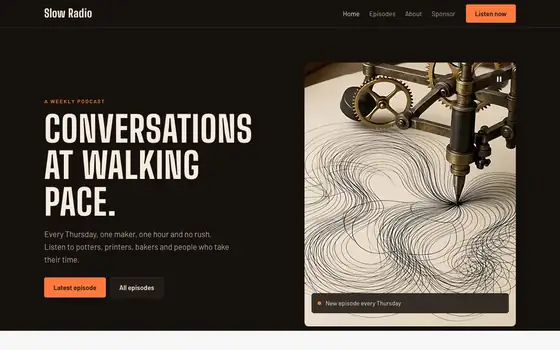 Slow Radio
Home Episodes About Sponsor Listen now
A WEEKLY PODCAST
CONVERSATIONS
AT WALKING
PACE.
Every Thursday, one maker, one hour and no rush.
Listen to potters, printers, bakers and people who take
their time.
Latest episode All episodes
New episode every Thursday